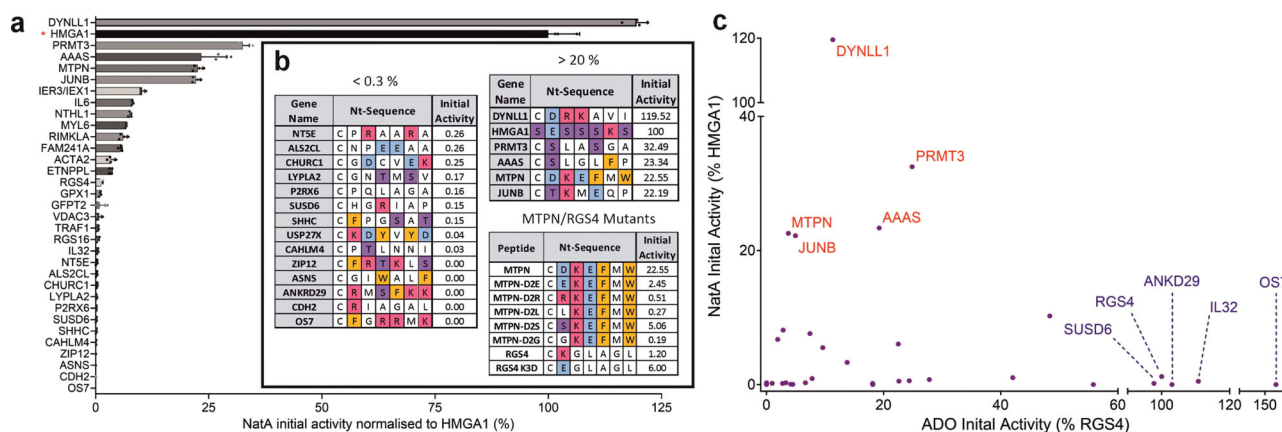 a
DYNLL1
* HMGA1
PRMT3
AAAS
MTPN
JUNB
IER3/IEX1
IL6
NTHL1
MYL6
RIMKLA
FAM241A
ACTA2
ETNPPL
RGS4
GPX1
GFPT2
VDAC3
TRAF1
RGS16
IL32
NT5E
ALS2CL
CHURC1
LYPLA2
P2RX6
SUSD6
SHHC
CAHLM4
ZIP12
ASNS
CDH2
OS7
0 25 50 75 100 125
NatA initial activity normalised to HMGA1 (%)
b
< 0.3 %
Gene Name Nt-Sequence Initial Activity
NT5E C P R A A R A 0.26
ALS2CL C N P E E A A 0.26
CHURC1 C G D C V E K 0.25
LYPLA2 C G N T M S V 0.17
P2RX6 C P Q L A G A 0.16
SUSD6 C H G R I A P 0.15
SHHC C F P G S A T 0.15
USP27X C K D Y V Y D 0.04
CAHLM4 C P T L N N I 0.03
ZIP12 C F R T K L S 0.00
ASNS C G I W A L F 0.00
ANKRD29 C R M S F K K 0.00
CDH2 C R I A G A L 0.00
OS7 C F G R R M K 0.00
> 20 %
Gene Name Nt-Sequence Initial Activity
DYNLL1 C D R K A V I 119.52
HMGA1 S E S S S K S 100
PRMT3 C S L A S G A 32.49
AAAS C S L G L F P 23.34
MTPN C D K E F M W 22.55
JUNB C T K M E Q P 22.19
MTPN/RGS4 Mutants
Peptide Nt-Sequence Initial Activity
MTPN C D K E F M W 22.55
MTPN-D2E C E K E F M W 2.45
MTPN-D2R C R K E F M W 0.51
MTPN-D2L C L K E F M W 0.27
MTPN-D2S C S K E F M W 5.06
MTPN-D2G C G K E F M W 0.19
RGS4 C K G L A G L 1.20
RGS4 K3D C E G L A G L 6.00
c
NatA Inital Activity (% HMGA1)
120
100
40
20
0
DYNLL1
PRMT3
AAAS
MTPN
JUNB
ANKD29
OS7
RGS4
IL32
SUSD6
0 20 40 60 100 120 150
ADO Inital Activity (% RGS4)